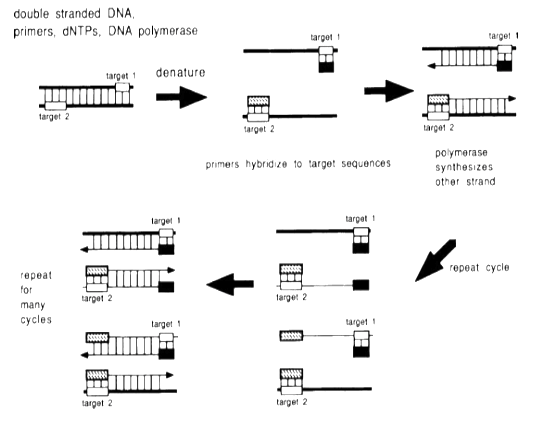 double stranded DNA,
primers, dNTPs, DNA polymerase
target 1
target 2
denature
target 1
target 2
primers hybridize to target sequences
target 1
target 2
polymerase
synthesizes
other strand
repeat cycle
target 1
target 2
target 1
target 2
repeat
for
many
cycles
target 1
target 2
target 1
target 2